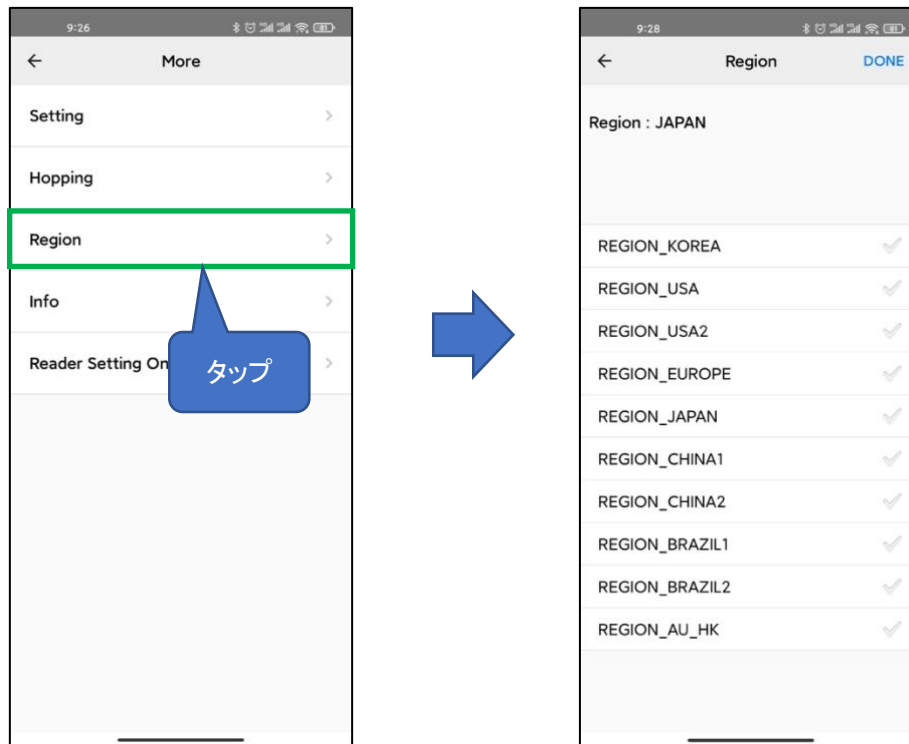 9:26
More
Setting
Hopping
Region
Info
Reader Setting On
タップ
9:28
Region
DONE
Region : JAPAN
REGION_KOREA
REGION_USA
REGION_USA2
REGION_EUROPE
REGION_JAPAN
REGION_CHINA1
REGION_CHINA2
REGION_BRAZIL1
REGION_BRAZIL2
REGION_AU_HK